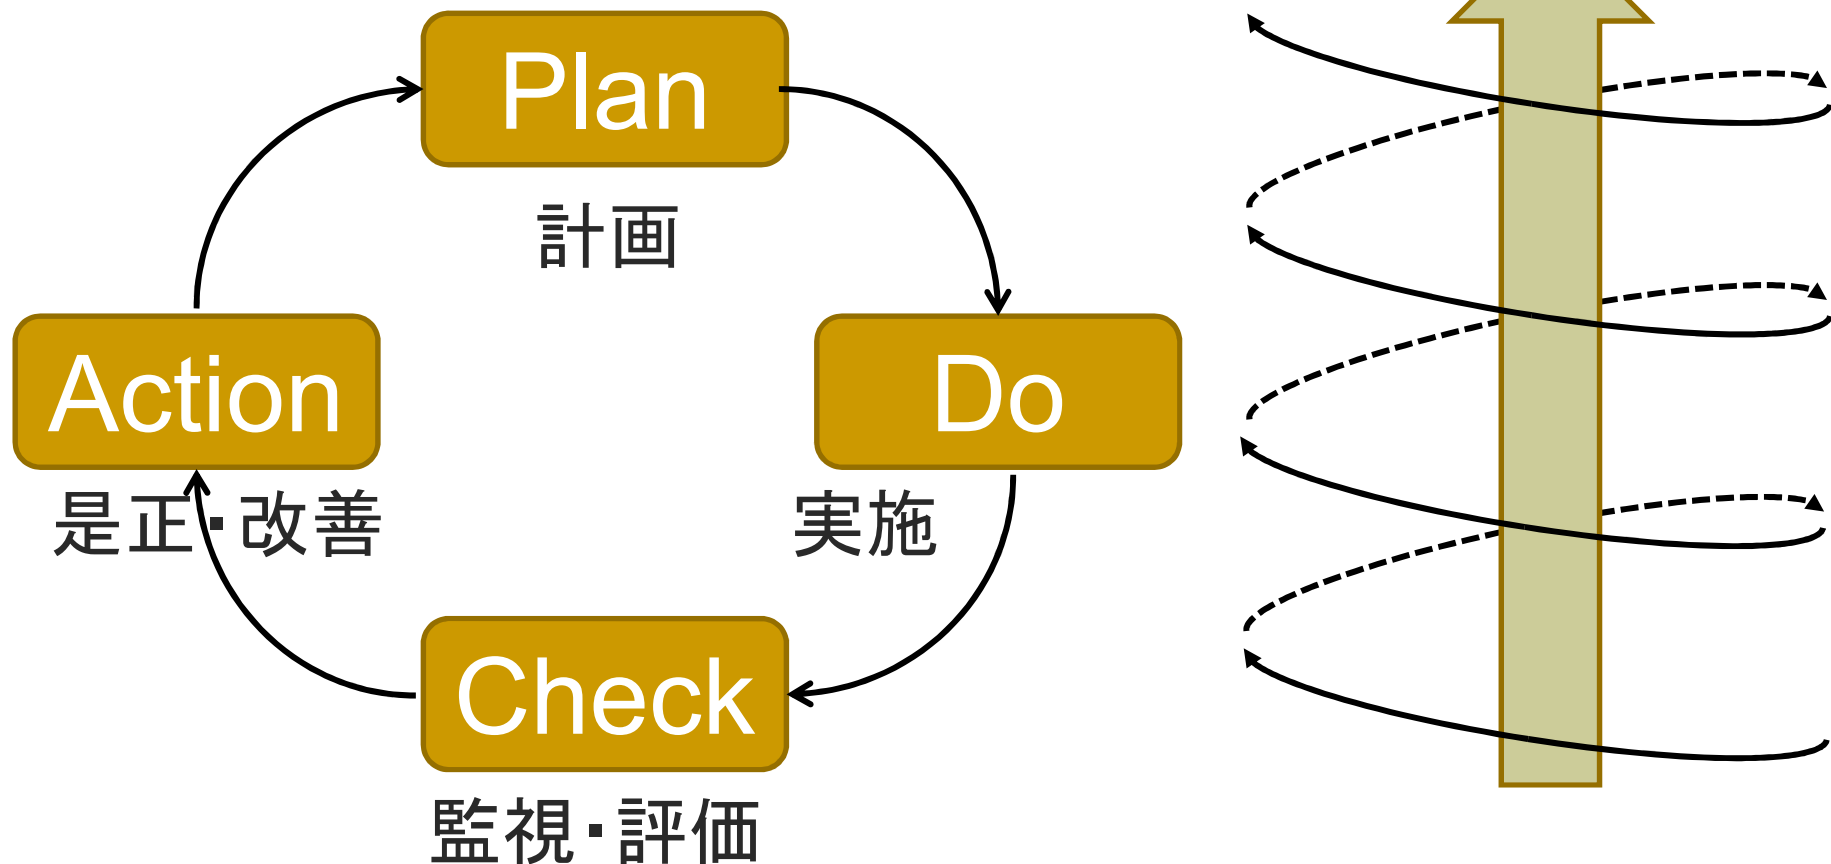 Plan
計画
Action
Do
是正・改善
実施
Check
監視・評価